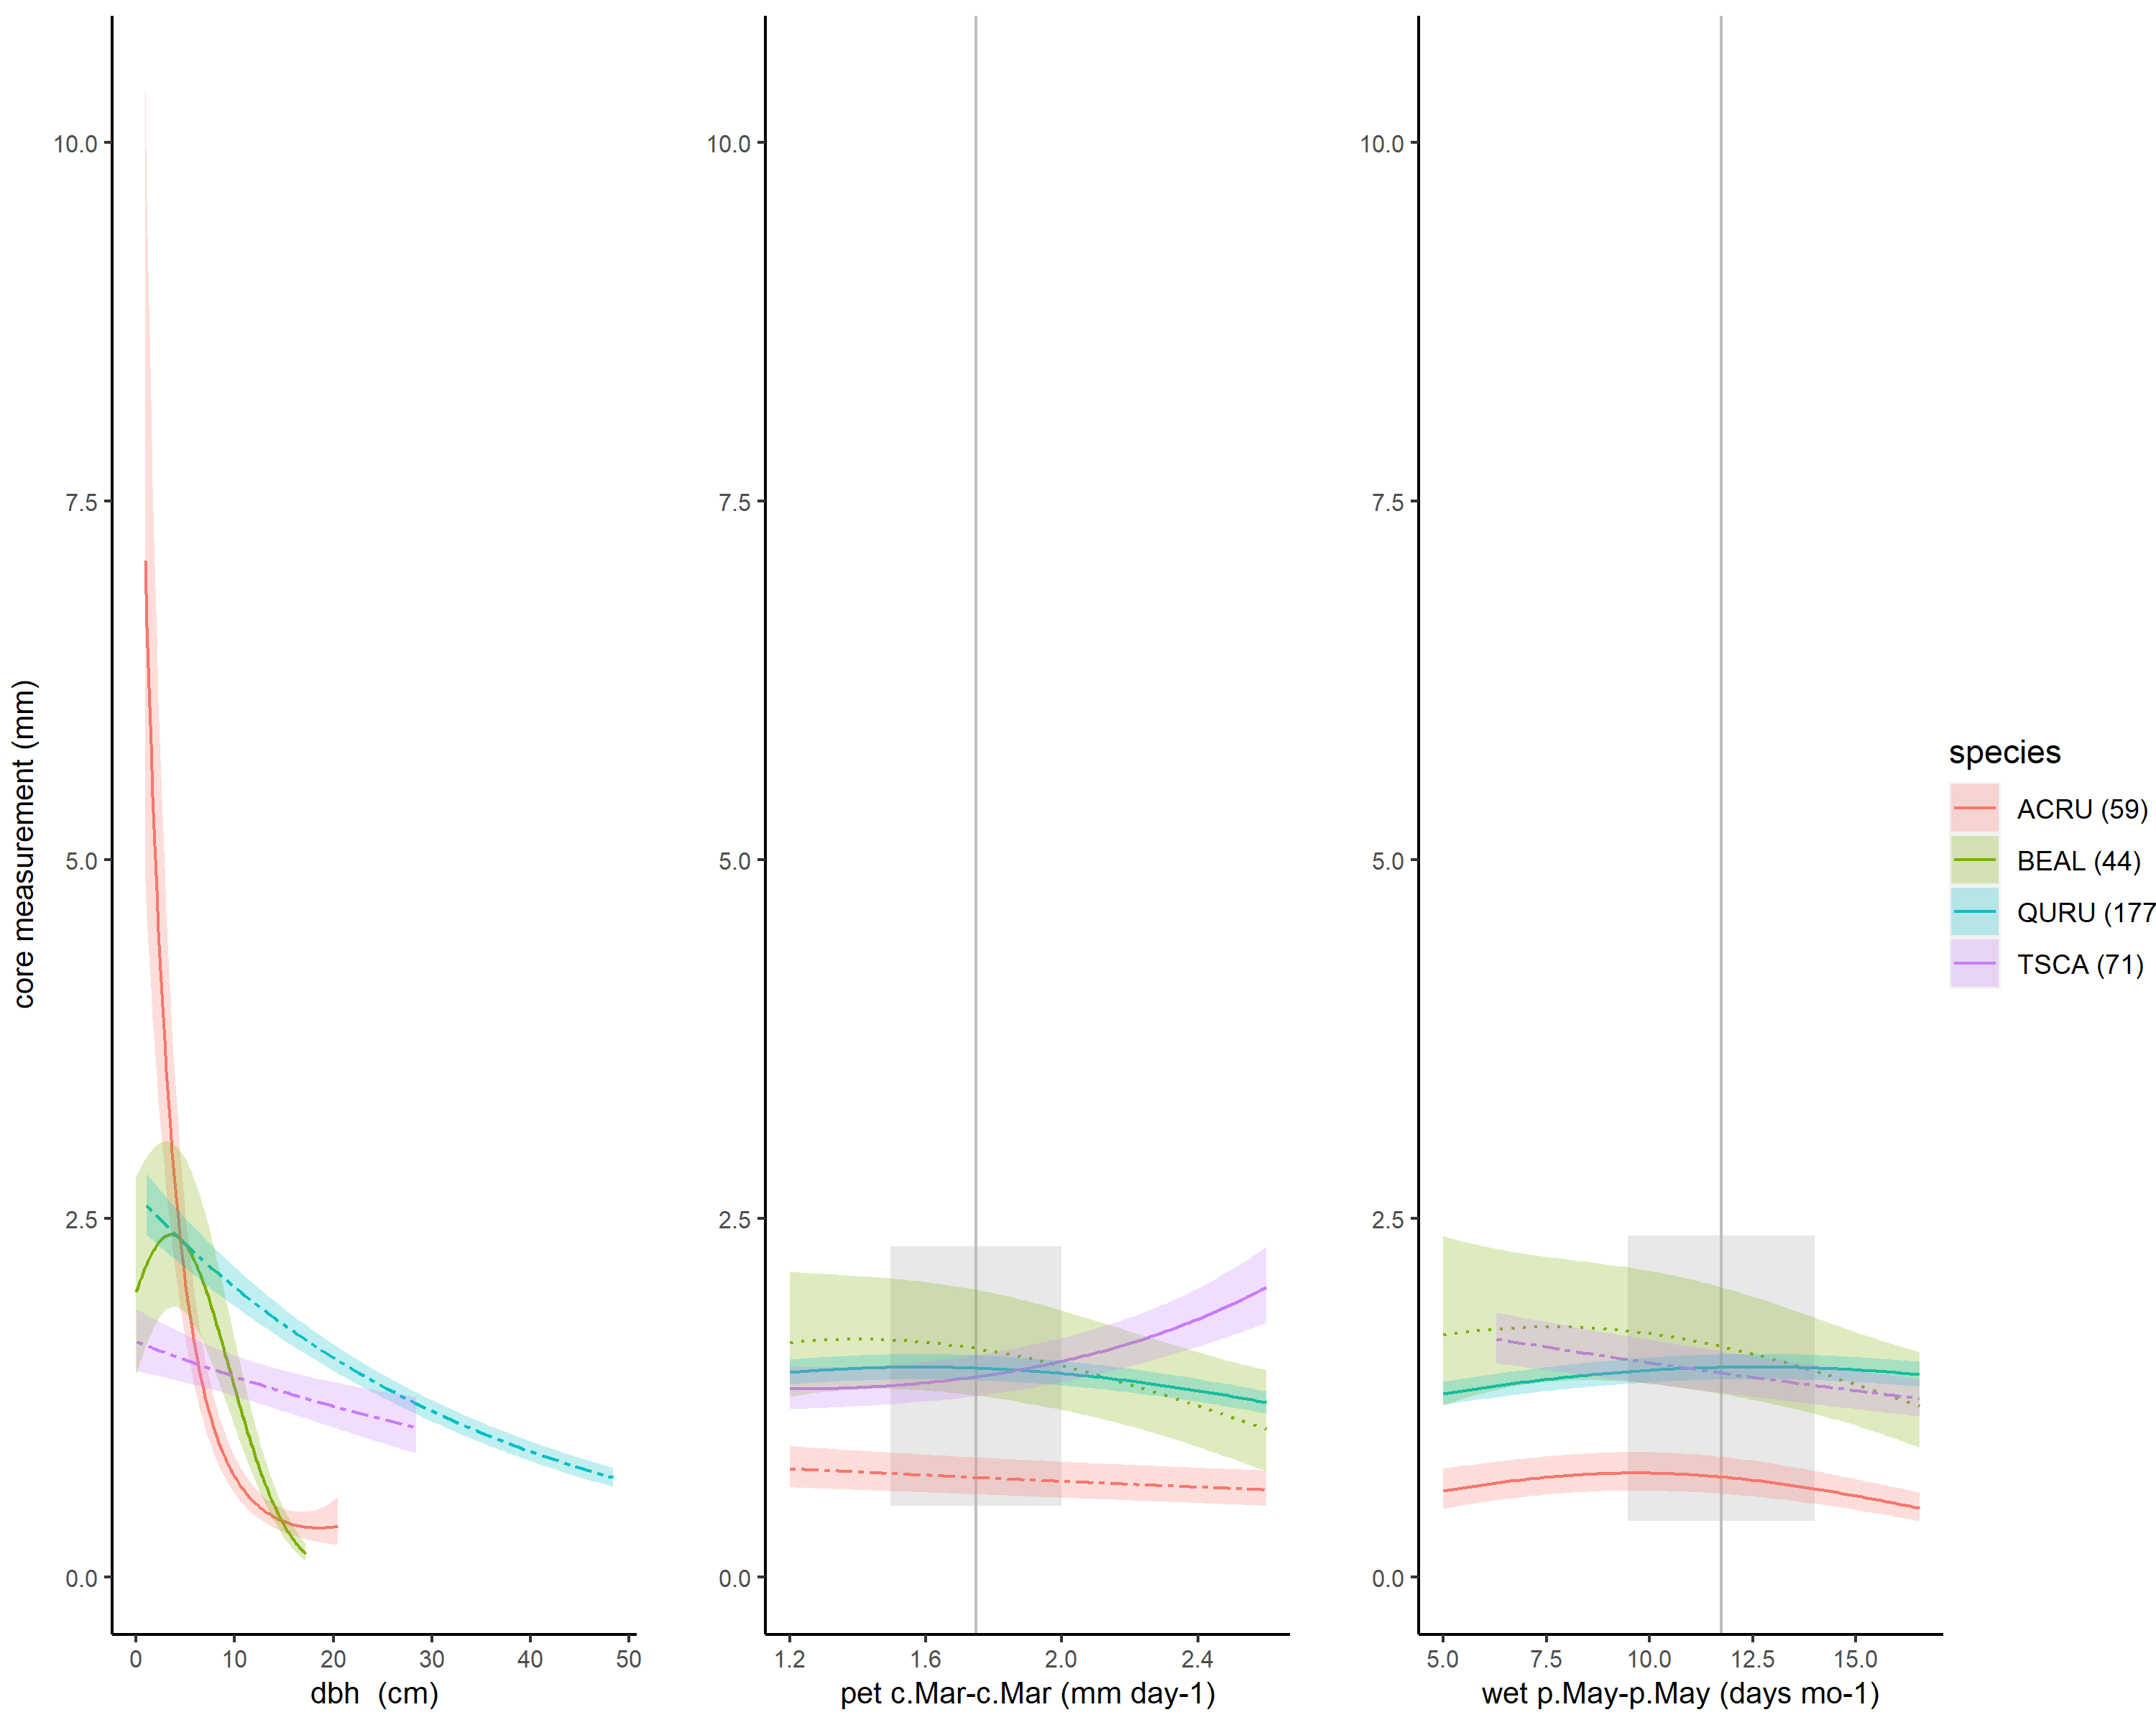 core measurement (mm)
10.0
7.5
5.0
2.5
0.0
0 10 20 30 40 50
dbh (cm)
10.0
7.5
5.0
2.5
0.0
1.2 1.6 2.0 2.4
pet c.Mar-c.Mar (mm day-1)
10.0
7.5
5.0
2.5
0.0
5.0 7.5 10.0 12.5 15.0
wet p.May-p.May (days mo-1)
species
ACRU (59)
BEAL (44)
QURU (177
TSCA (71)